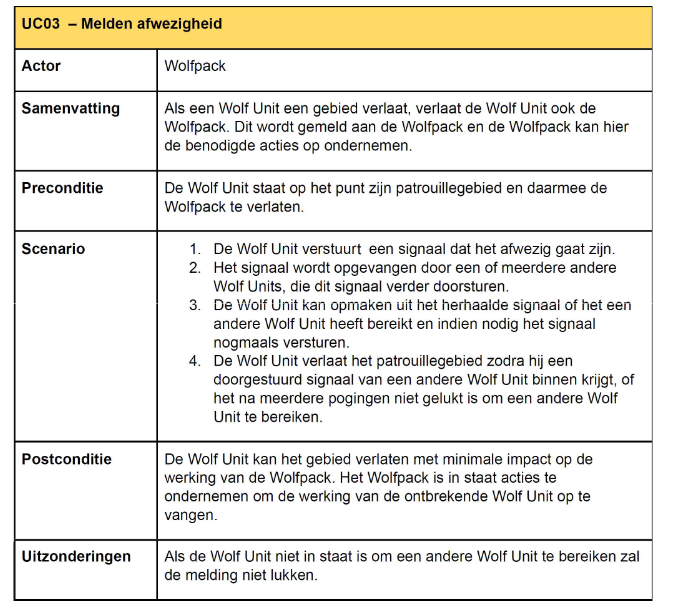 UC03 – Melden afwezigheid
Actor
Wolfpack
Samenvatting
Als een Wolf Unit een gebied verlaat, verlaat de Wolf Unit ook de
Wolfpack. Dit wordt gemeld aan de Wolfpack en de Wolfpack kan hier
de benodigde acties op ondernemen.
Preconditie
De Wolf Unit staat op het punt zijn patrouillegebied en daarmee de
Wolfpack te verlaten.
Scenario
1. De Wolf Unit verstuurt een signaal dat het afwezig gaat zijn.
2. Het signaal wordt opgevangen door een of meerdere andere
Wolf Units, die dit signaal verder doorsturen.
3. De Wolf Unit kan opmaken uit het herhaalde signaal of het een
andere Wolf Unit heeft bereikt en indien nodig het signaal
nogmaals versturen.
4. De Wolf Unit verlaat het patrouillegebied zodra hij een
doorgestuurd signaal van een andere Wolf Unit binnen krijgt, of
het na meerdere pogingen niet gelukt is om een andere Wolf
Unit te bereiken.
Postconditie
De Wolf Unit kan het gebied verlaten met minimale impact op de
werking van de Wolfpack. Het Wolfpack is in staat acties te
ondernemen om de werking van de ontbrekende Wolf Unit op te
vangen.
Uitzonderingen
Als de Wolf Unit niet in staat is om een andere Wolf Unit te bereiken zal
de melding niet lukken.